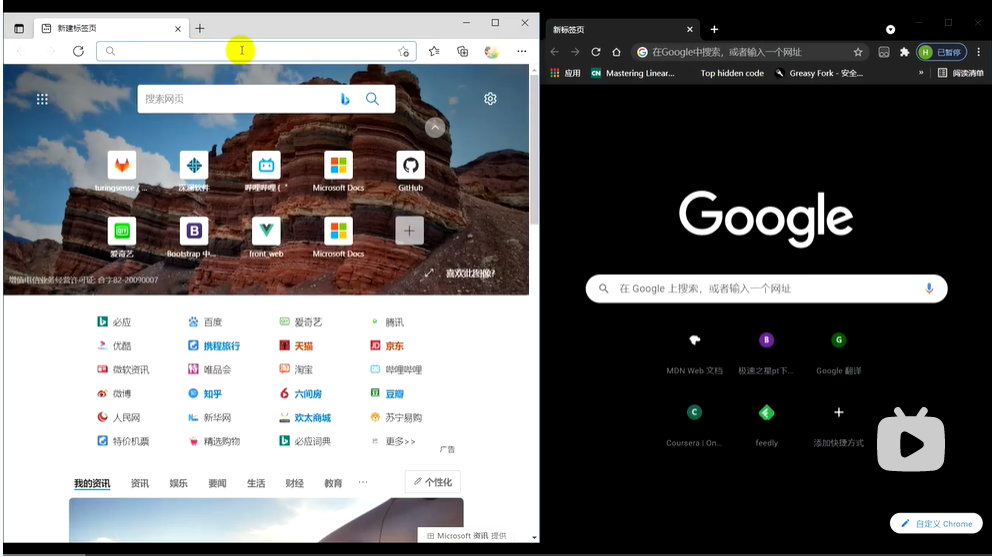 新建标签页
搜索网页
turingsense / ...
深澜软件
哔哩哔哩 ( ゜
Microsoft Docs
GitHub
爱奇艺
Bootstrap 中...
front_web
Microsoft Docs
增值电信业务经营许可证: 合字B2-20090007
喜欢此图像?
必应
百度
爱奇艺
腾讯
优酷
携程旅行
天猫
京东
微软资讯
唯品会
淘宝
哔哩哔哩
微博
知乎
六间房
豆瓣
人民网
新华网
欢太商城
苏宁易购
特价机票
精选购物
必应词典
更多>>
广告
我的资讯 资讯 娱乐 要闻 生活 财经 教育 ...
个性化
由 Microsoft 资讯 提供
新标签页
在Google中搜索，或者输入一个网址
H 已暂停
应用 CN Mastering Linear... Top hidden code Greasy Fork - 安全... » 阅读清单
Google
在 Google 上搜索，或者输入一个网址
B G
MDN Web 文档 极速之星pt下... Google 翻译
C
Coursera | On... feedly 添加快捷方式
自定义 Chrome